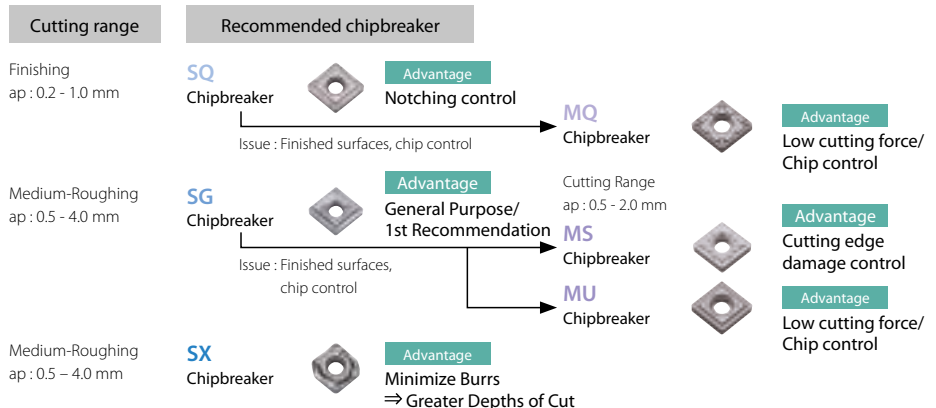 Cutting range
Recommended chipbreaker
Finishing
ap : 0.2 - 1.0 mm
SQ
Chipbreaker
Advantage
Notching control
Issue : Finished surfaces, chip control
MQ
Chipbreaker
Advantage
Low cutting force/
Chip control
Medium-Roughing
ap : 0.5 - 4.0 mm
SG
Chipbreaker
Advantage
General Purpose/
1st Recommendation
Issue : Finished surfaces,
chip control
Cutting Range
ap : 0.5 - 2.0 mm
MS
Chipbreaker
Advantage
Cutting edge
damage control
MU
Chipbreaker
Advantage
Low cutting force/
Chip control
Medium-Roughing
ap : 0.5 – 4.0 mm
SX
Chipbreaker
Advantage
Minimize Burrs
⇒ Greater Depths of Cut